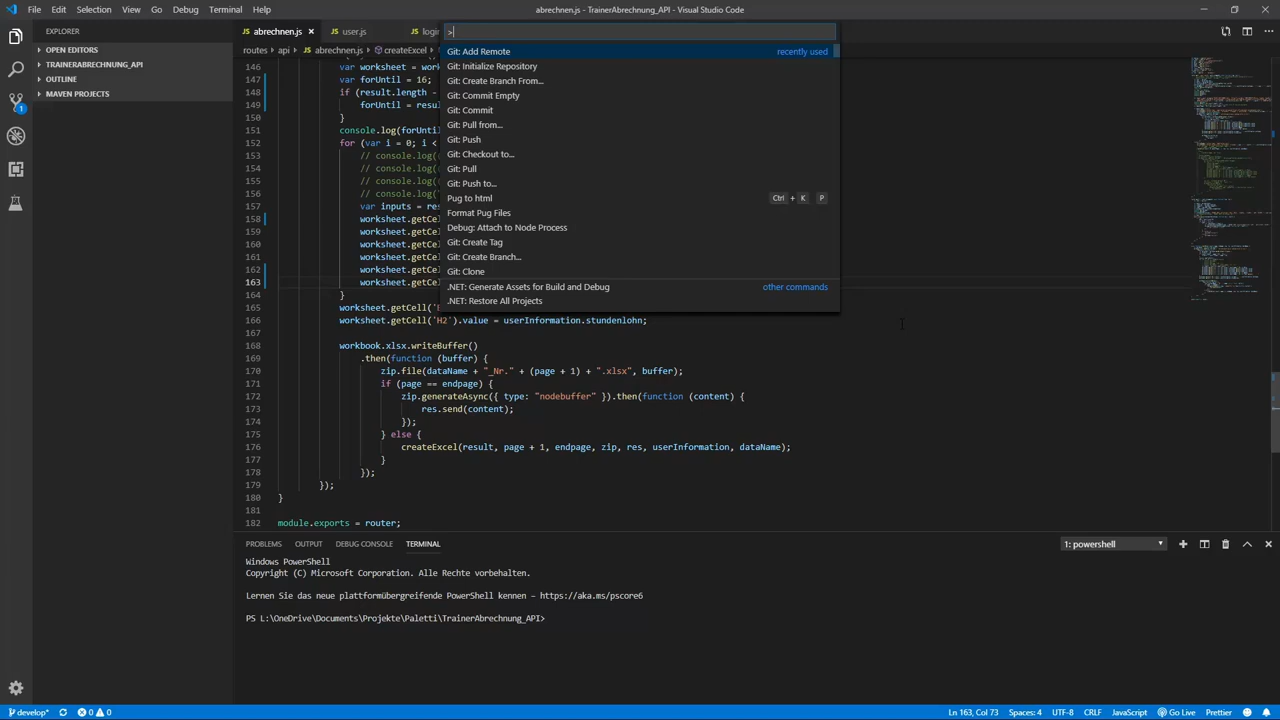 File Edit Selection View Go Debug Terminal Help
abrechnen.js - TrainerAbrechnung_API - Visual Studio Code
EXPLORER
OPEN EDITORS
TRAINERABRECHNUNG_API
OUTLINE
MAVEN PROJECTS
1
abrechnen.js
user.js
routes › api › abrechnen.js › createExcel
>
Git: Add Remote recently used
Git: Initialize Repository
Git: Create Branch From...
Git: Commit Empty
Git: Commit
Git: Pull from...
Git: Push
Git: Checkout to...
Git: Pull
Git: Push to...
Pug to html Ctrl + K P
Format Pug Files
Debug: Attach to Node Process
Git: Create Tag
Git: Create Branch...
Git: Clone
.NET: Generate Assets for Build and Debug other commands
.NET: Restore All Projects
146 var worksheet = work
147 var forUntil = 16;
148 if (result.length -
149 forUntil = resul
150 }
151 console.log(forUntil
152 for (var i = 0; i <
153 // console.log((
154 // console.log((
155 // console.log((
156
157 var inputs = res
158 worksheet.getCel
159 worksheet.getCel
160 worksheet.getCel
161 worksheet.getCel
162 worksheet.getCel
163 worksheet.getCel
164 }
165 worksheet.getCell(
166 worksheet.getCell('H2').value = userInformation.stundenlohn;
167
168 workbook.xlsx.writeBuffer()
169 .then(function (buffer) {
170 zip.file(dataName + "_Nr." + (page + 1) + ".xlsx", buffer);
171 if (page == endpage) {
172 zip.generateAsync({ type: "nodebuffer" }).then(function (content) {
173 res.send(content);
174 });
175 } else {
176 createExcel(result, page + 1, endpage, zip, res, userInformation, dataName);
177 }
178 });
179 });
180 }
181
182 module.exports = router;
PROBLEMS OUTPUT DEBUG CONSOLE TERMINAL
1: powershell
Windows PowerShell
Copyright (C) Microsoft Corporation. Alle Rechte vorbehalten.
Lernen Sie das neue plattformübergreifende PowerShell kennen – https://aka.ms/pscore6
PS L:\OneDrive\Documents\Projekte\Paletti\TrainerAbrechnung_API>
develop* 0 0
Ln 163, Col 73 Spaces: 4 UTF-8 CRLF JavaScript Go Live Prettier